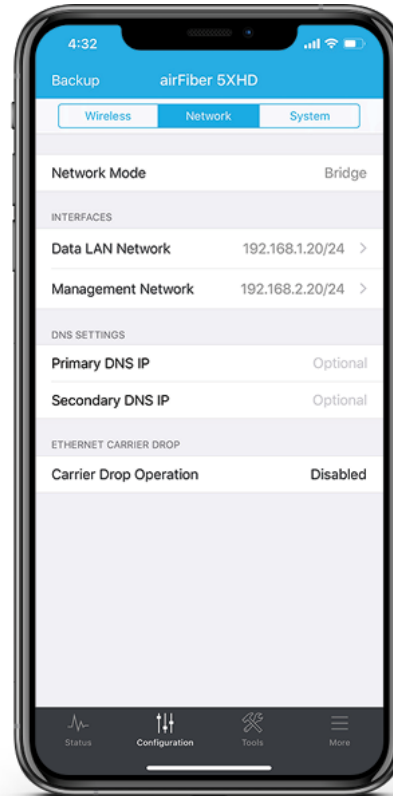 4:32
Backup airFiber 5XHD
Wireless Network System
Network Mode Bridge
INTERFACES
Data LAN Network 192.168.1.20/24
Management Network 192.168.2.20/24
DNS SETTINGS
Primary DNS IP Optional
Secondary DNS IP Optional
ETHERNET CARRIER DROP
Carrier Drop Operation Disabled
Status Configuration Tools More